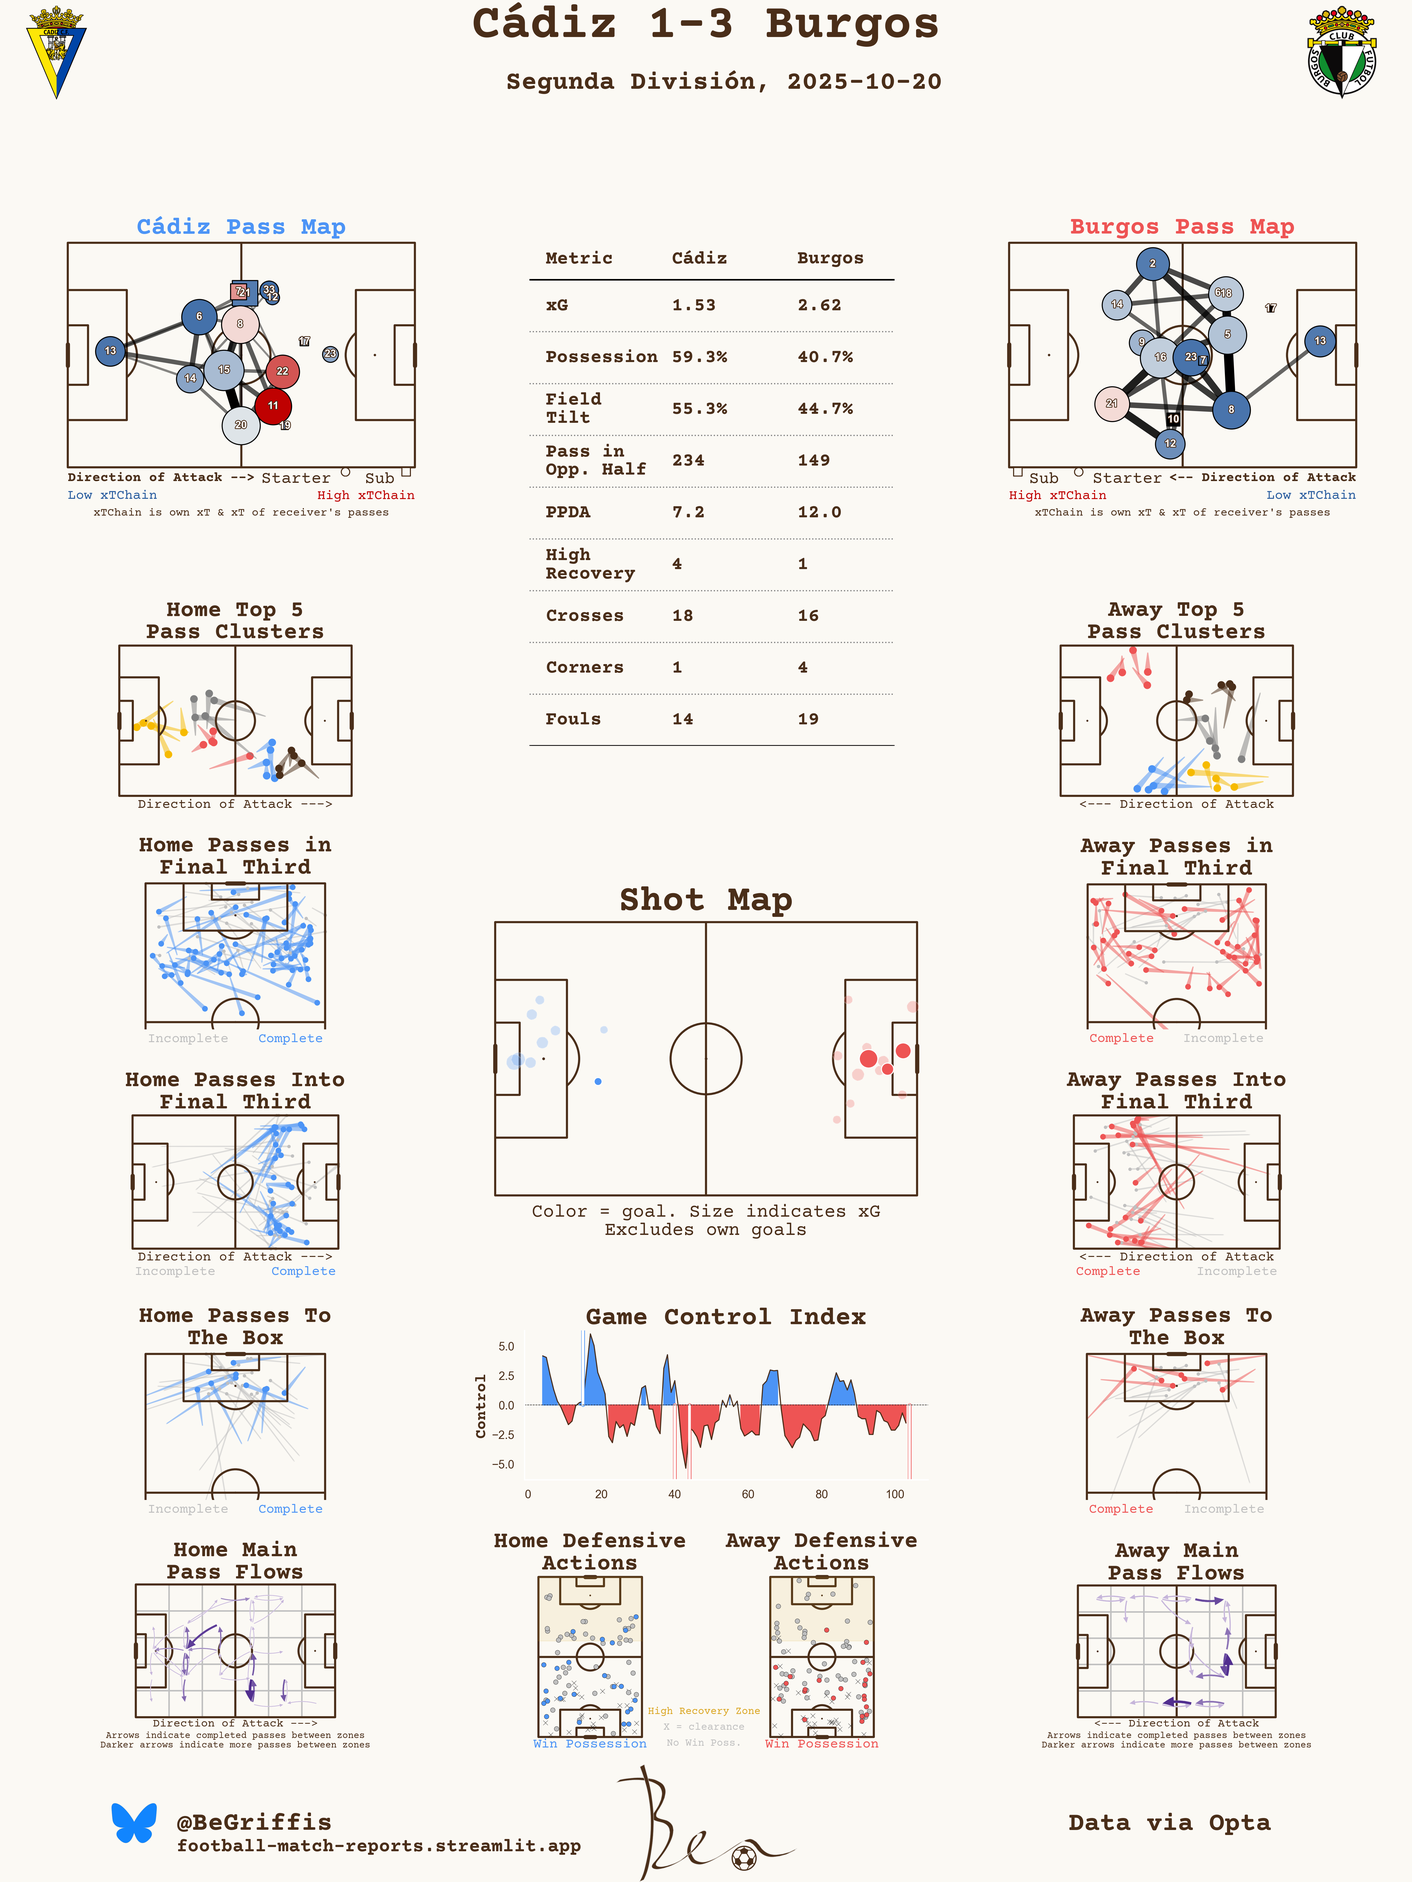 Cádiz 1-3 Burgos
Segunda División, 2025-10-20
CADIZ C.F.
CLUB
BURGOS
FUTBOL
Cádiz Pass Map
13
6
14
15
8
7
21
33
12
17
23
22
11
19
20
Direction of Attack --> Starter Sub
Low xTChain High xTChain
xTChain is own xT & xT of receiver's passes
Metric Cádiz Burgos
xG 1.53 2.62
Possession 59.3% 40.7%
Field
Tilt 55.3% 44.7%
Pass in
Opp. Half 234 149
PPDA 7.2 12.0
High
Recovery 4 1
Crosses 18 16
Corners 1 4
Fouls 14 19
Burgos Pass Map
2
14
6
18
17
5
13
9
16
23
7
21
10
8
12
Sub Starter <-- Direction of Attack
High xTChain Low xTChain
xTChain is own xT & xT of receiver's passes
Home Top 5
Pass Clusters
Direction of Attack --->
Away Top 5
Pass Clusters
<--- Direction of Attack
Home Passes in
Final Third
Incomplete Complete
Away Passes in
Final Third
Complete Incomplete
Shot Map
Color = goal. Size indicates xG
Excludes own goals
Home Passes Into
Final Third
Direction of Attack --->
Incomplete Complete
Away Passes Into
Final Third
<--- Direction of Attack
Complete Incomplete
Home Passes To
The Box
Incomplete Complete
Game Control Index
Control
5.0
2.5
0.0
−2.5
−5.0
0 20 40 60 80 100
Away Passes To
The Box
Complete Incomplete
Home Main
Pass Flows
Direction of Attack --->
Arrows indicate completed passes between zones
Darker arrows indicate more passes between zones
Home Defensive
Actions
Win Possession
High Recovery Zone
X = clearance
No Win Poss.
Away Defensive
Actions
Win Possession
Away Main
Pass Flows
<--- Direction of Attack
Arrows indicate completed passes between zones
Darker arrows indicate more passes between zones
@BeGriffis
football-match-reports.streamlit.app
Ben
Data via Opta